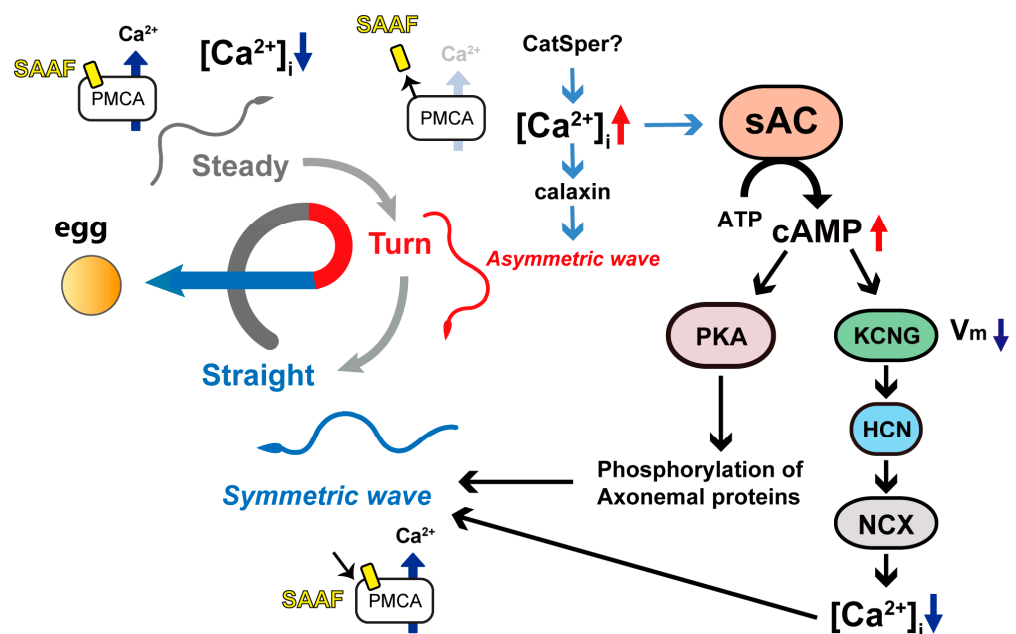 Ca²⁺
SAAF
PMCA
[Ca²⁺]i
SAAF
Ca²⁺
PMCA
CatSper?
[Ca²⁺]i
sAC
Steady
calaxin
ATP
cAMP
egg
Turn
Asymmetric wave
PKA
KCNG
Vm
Straight
HCN
Phosphorylation of
Axonemal proteins
Symmetric wave
NCX
Ca²⁺
SAAF
PMCA
[Ca²⁺]i